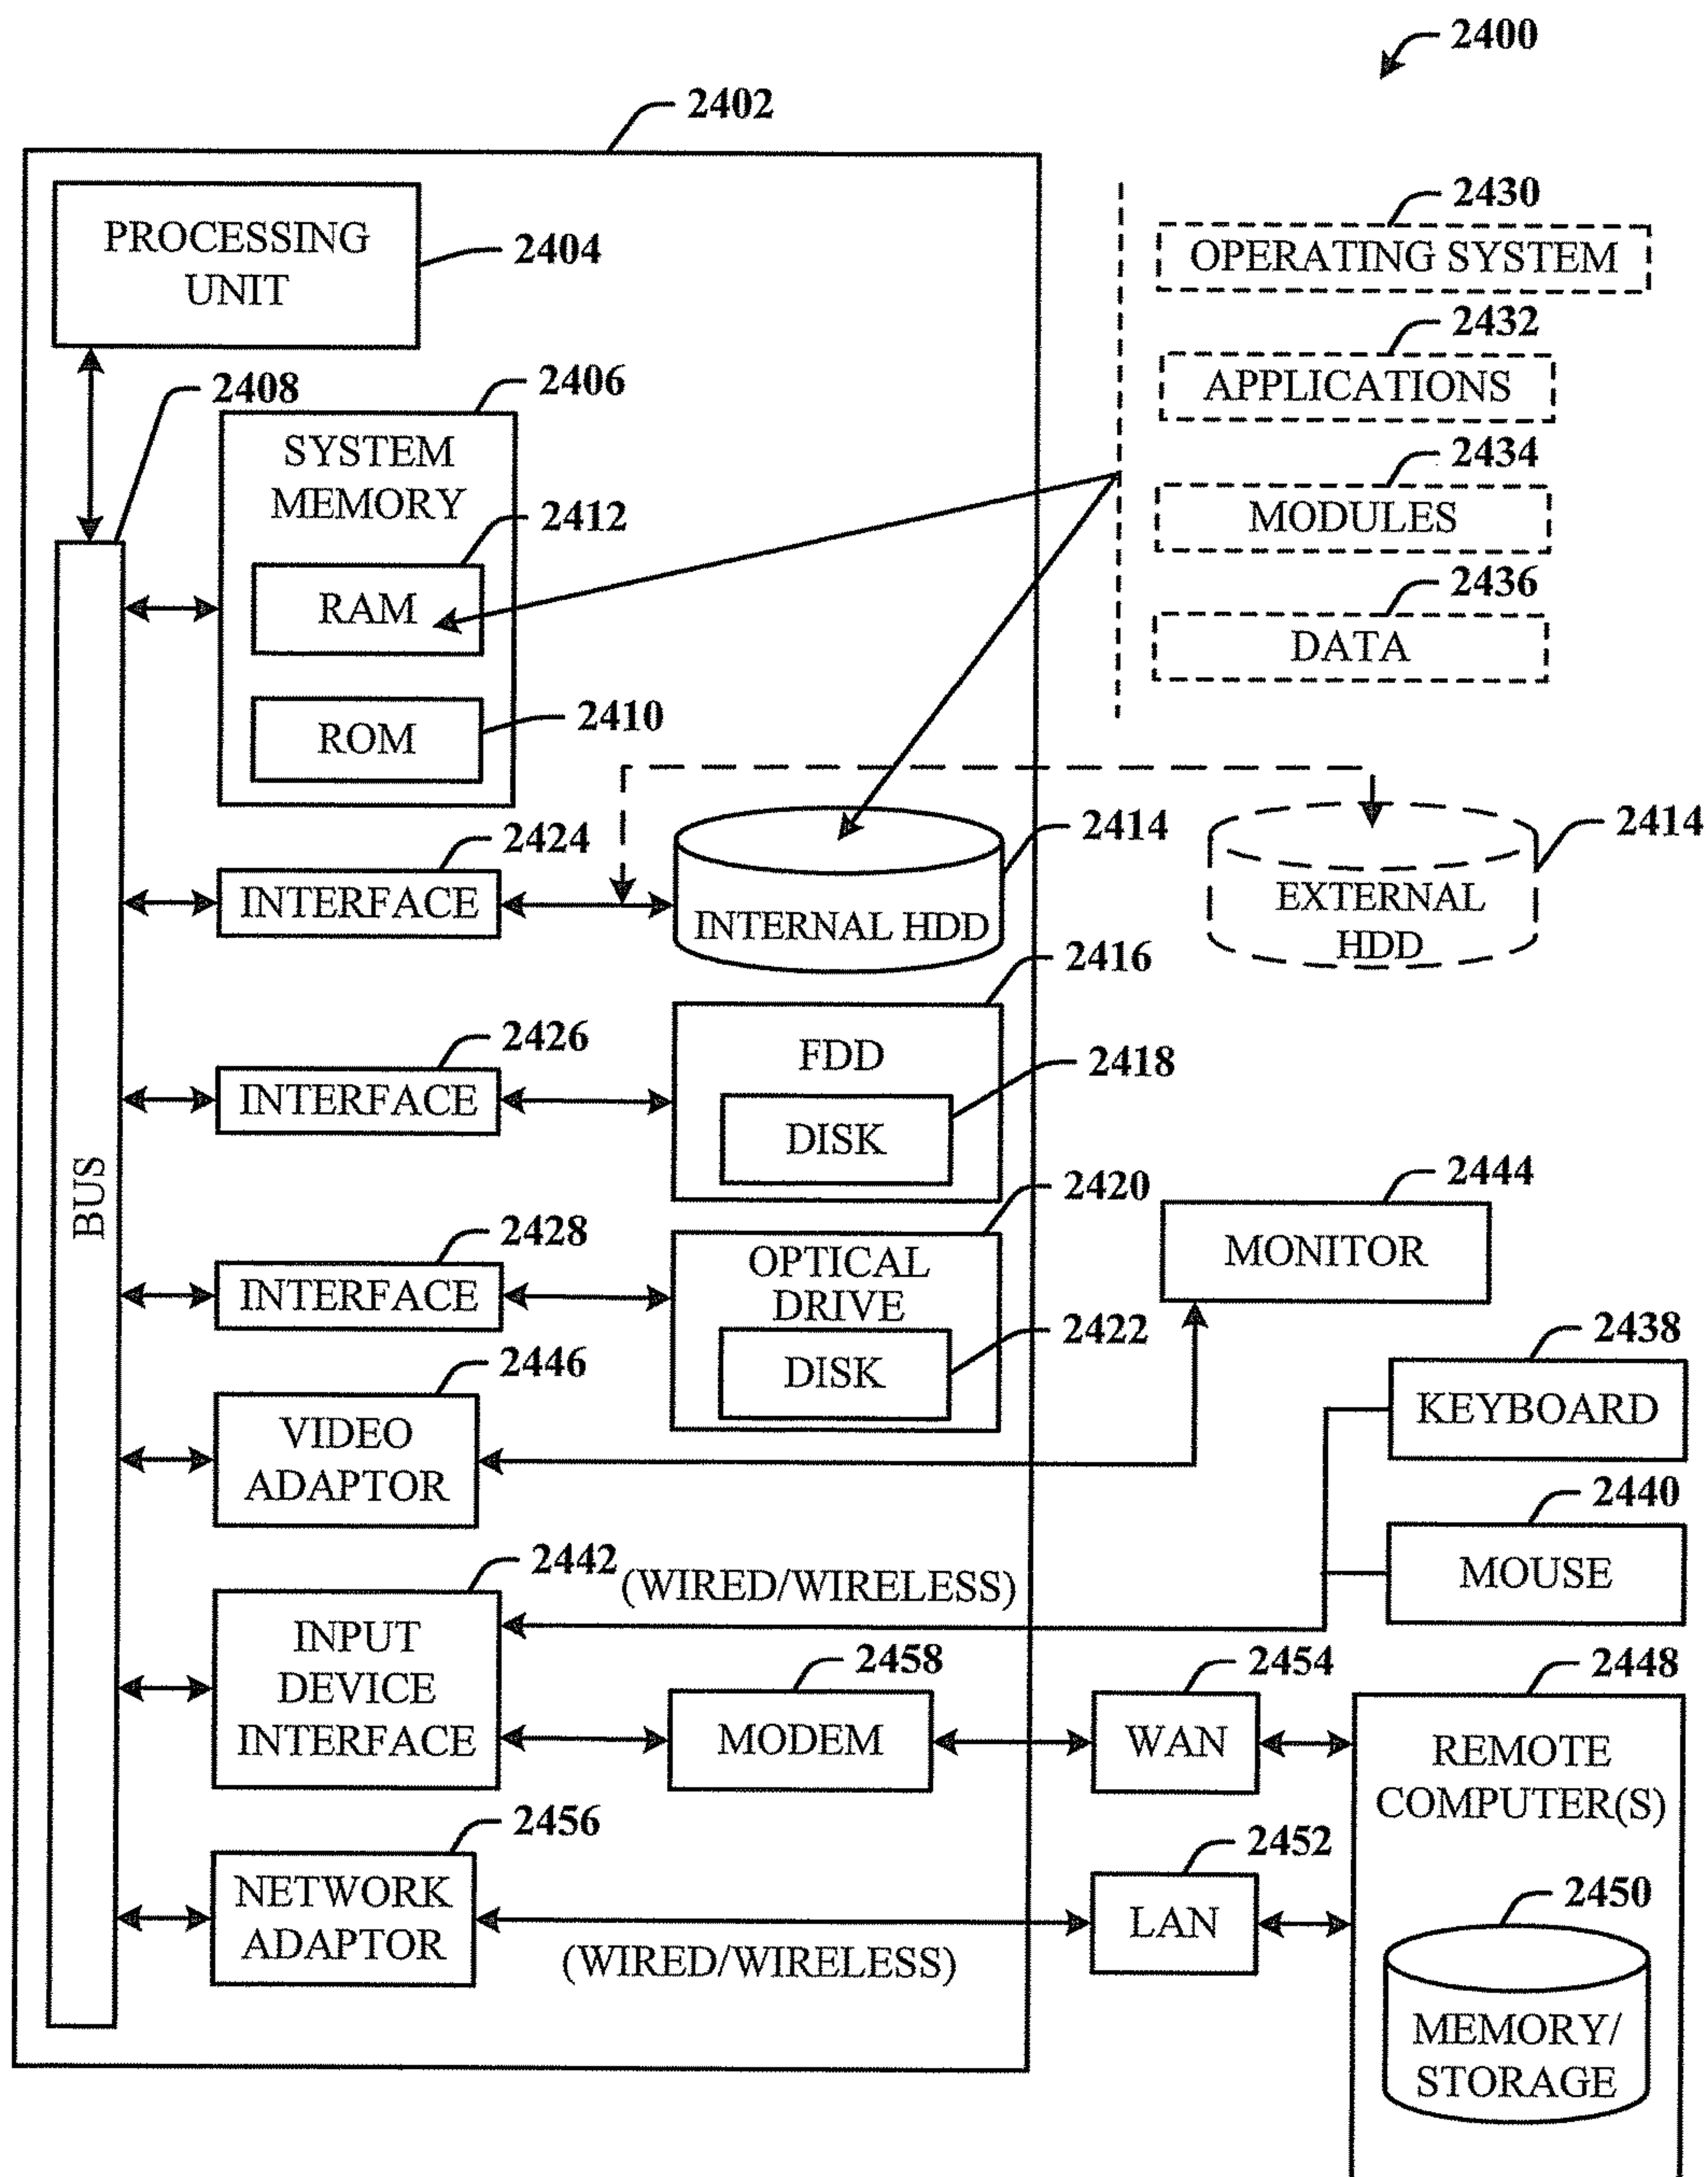 2400
2402
PROCESSING
UNIT
2404
2430
OPERATING SYSTEM
2432
APPLICATIONS
2434
MODULES
2436
DATA
2408
2406
SYSTEM
MEMORY
2412
RAM
ROM
2410
2424
INTERFACE
2414
INTERNAL HDD
2414
EXTERNAL
HDD
2416
FDD
2426
INTERFACE
2418
DISK
BUS
2420
OPTICAL
DRIVE
2428
INTERFACE
2422
DISK
2444
MONITOR
2446
VIDEO
ADAPTOR
2438
KEYBOARD
2440
MOUSE
2442
(WIRED/WIRELESS)
INPUT
DEVICE
INTERFACE
2458
MODEM
2454
WAN
2448
REMOTE
COMPUTER(S)
2456
NETWORK
ADAPTOR
(WIRED/WIRELESS)
2452
LAN
2450
MEMORY/
STORAGE